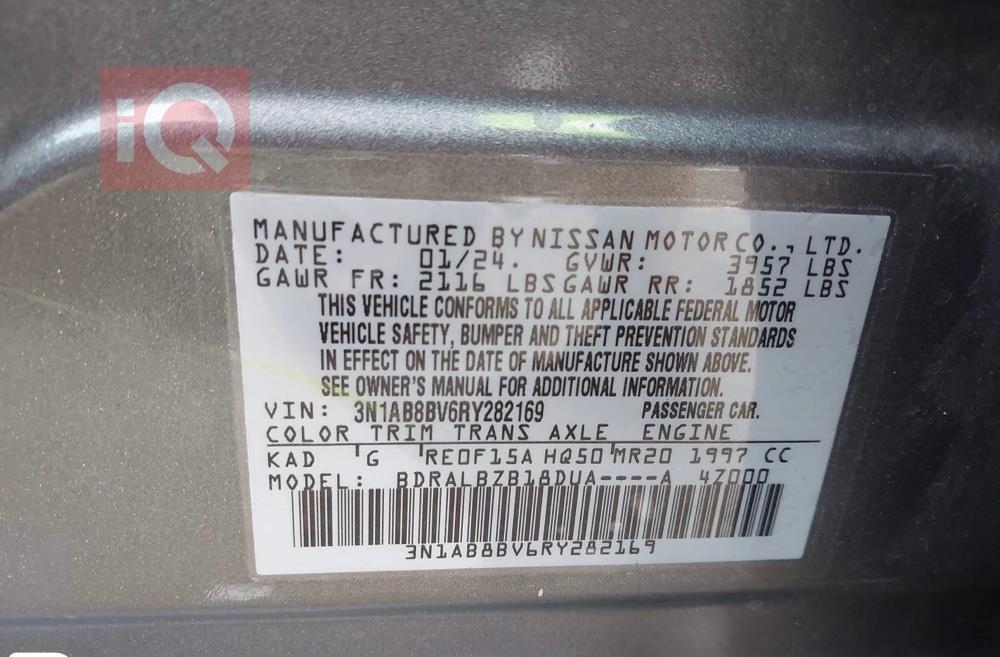 iQ
MANUFACTURED BY NISSAN MOTOR CO., LTD.
DATE: 01/24. GVWR: 3957 LBS
GAWR FR: 2116 LBS GAWR RR: 1852 LBS
THIS VEHICLE CONFORMS TO ALL APPLICABLE FEDERAL MOTOR
VEHICLE SAFETY, BUMPER AND THEFT PREVENTION STANDARDS
IN EFFECT ON THE DATE OF MANUFACTURE SHOWN ABOVE.
SEE OWNER'S MANUAL FOR ADDITIONAL INFORMATION.
VIN: 3N1AB8BV6RY282169 PASSENGER CAR.
COLOR TRIM TRANS AXLE ENGINE
KAD 'G 'RE0F15A HQ50'MR20 1997 CC
MODEL: BDRALBZB18DUA----A 4Z000
3N1AB8BV6RY282169